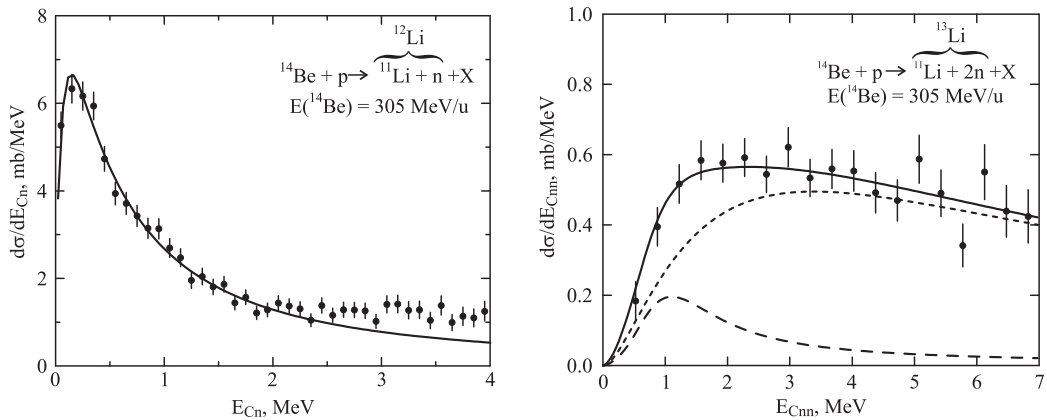 8
6
4
2
0
dσ/dE_Cn, mb/MeV
¹²Li
¹⁴Be + p → ¹¹Li + n +X
E(¹⁴Be) = 305 MeV/u
0 1 2 3 4
E_Cn, MeV
1.0
0.8
0.6
0.4
0.2
0.0
dσ/dE_Cnn, mb/MeV
¹³Li
¹⁴Be + p → ¹¹Li + 2n +X
E(¹⁴Be) = 305 MeV/u
0 1 2 3 4 5 6 7
E_Cnn, MeV